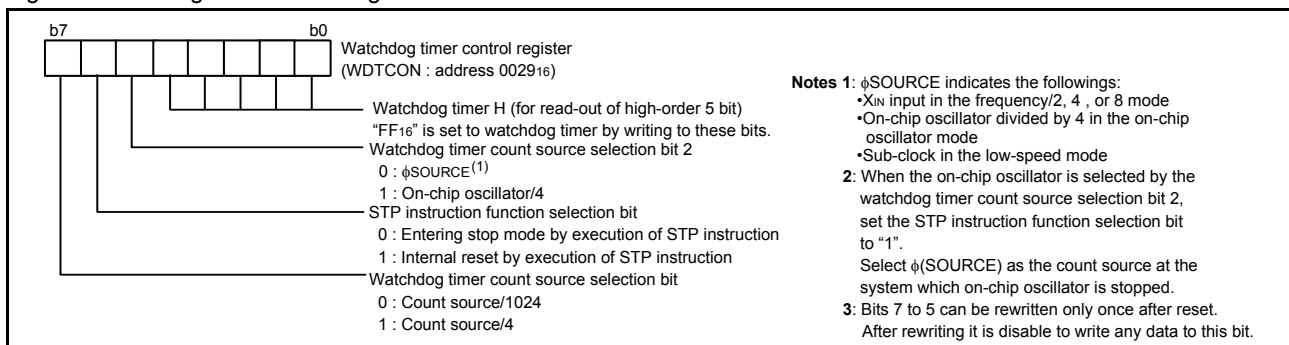 b7 b0
Watchdog timer control register
(WDTCON : address 002916)
Watchdog timer H (for read-out of high-order 5 bit)
“FF16” is set to watchdog timer by writing to these bits.
Watchdog timer count source selection bit 2
0 : ϕSOURCE(1)
1 : On-chip oscillator/4
STP instruction function selection bit
0 : Entering stop mode by execution of STP instruction
1 : Internal reset by execution of STP instruction
Watchdog timer count source selection bit
0 : Count source/1024
1 : Count source/4
Notes 1: ϕSOURCE indicates the followings:
•XIN input in the frequency/2, 4 , or 8 mode
•On-chip oscillator divided by 4 in the on-chip
oscillator mode
•Sub-clock in the low-speed mode
2: When the on-chip oscillator is selected by the
watchdog timer count source selection bit 2,
set the STP instruction function selection bit
to “1”.
Select ϕ(SOURCE) as the count source at the
system which on-chip oscillator is stopped.
3: Bits 7 to 5 can be rewritten only once after reset.
After rewriting it is disable to write any data to this bit.